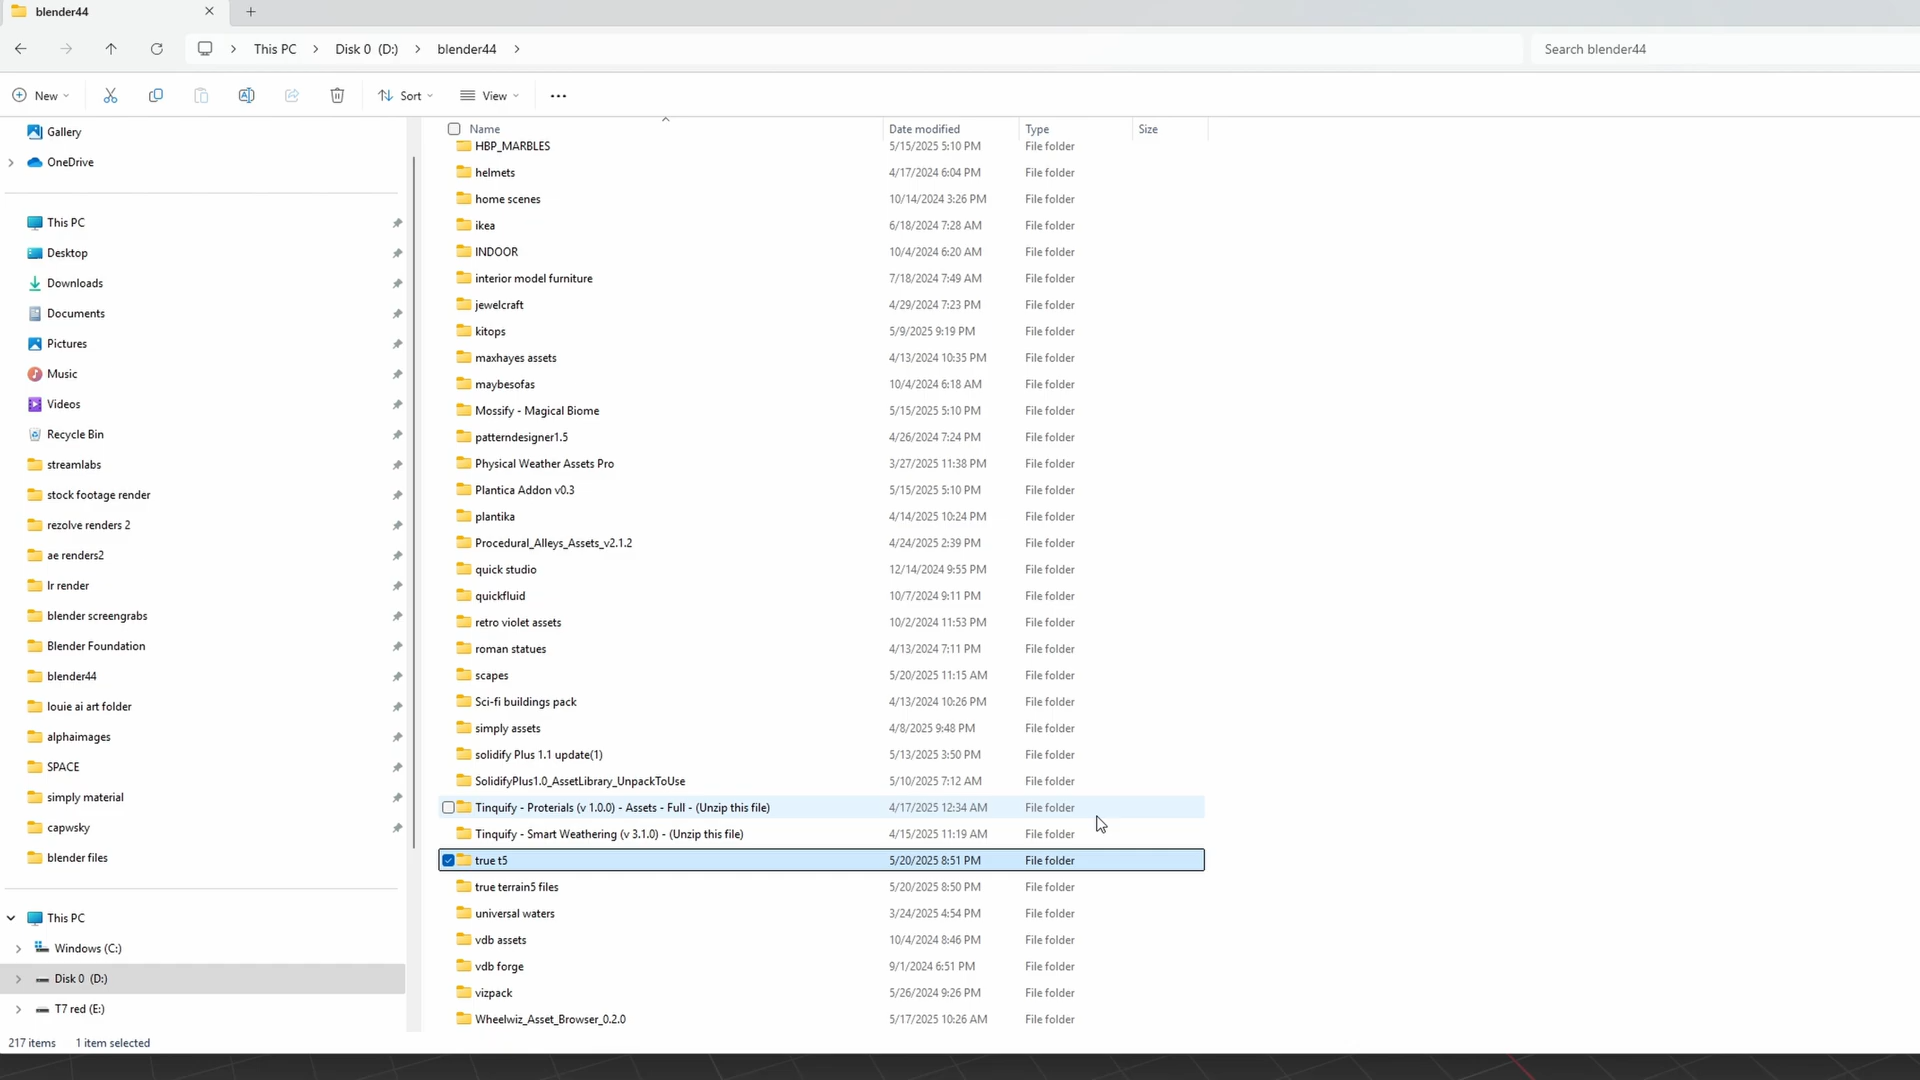 blender44
This PC
Disk 0 (D:)
blender44
Search blender44
New
Sort
View
Name
Date modified
Type
Size
HBP_MARBLES 5/15/2025 5:10 PM File folder
helmets 4/17/2024 6:04 PM File folder
home scenes 10/14/2024 3:26 PM File folder
ikea 6/18/2024 7:28 AM File folder
INDOOR 10/4/2024 6:20 AM File folder
interior model furniture 7/18/2024 7:49 AM File folder
jewelcraft 4/29/2024 7:23 PM File folder
kitops 5/9/2025 9:19 PM File folder
maxhayes assets 4/13/2024 10:35 PM File folder
maybesofas 10/4/2024 6:18 AM File folder
Mossify - Magical Biome 5/15/2025 5:10 PM File folder
patterndesigner1.5 4/26/2024 7:24 PM File folder
Physical Weather Assets Pro 3/27/2025 11:38 PM File folder
Plantica Addon v0.3 5/15/2025 5:10 PM File folder
plantika 4/14/2025 10:24 PM File folder
Procedural_Alleys_Assets_v2.1.2 4/24/2025 2:39 PM File folder
quick studio 12/14/2024 9:55 PM File folder
quickfluid 10/7/2024 9:11 PM File folder
retro violet assets 10/2/2024 11:53 PM File folder
roman statues 4/13/2024 7:11 PM File folder
scapes 5/20/2025 11:15 AM File folder
Sci-fi buildings pack 4/13/2024 10:26 PM File folder
simply assets 4/8/2025 9:48 PM File folder
solidify Plus 1.1 update(1) 5/13/2025 3:50 PM File folder
SolidifyPlus1.0_AssetLibrary_UnpackToUse 5/10/2025 7:12 AM File folder
Tinquify - Proterials (v 1.0.0) - Assets - Full - (Unzip this file) 4/17/2025 12:34 AM File folder
Tinquify - Smart Weathering (v 3.1.0) - (Unzip this file) 4/15/2025 11:19 AM File folder
true t5 5/20/2025 8:51 PM File folder
true terrain5 files 5/20/2025 8:50 PM File folder
universal waters 3/24/2025 4:54 PM File folder
vdb assets 10/4/2024 8:46 PM File folder
vdb forge 9/1/2024 6:51 PM File folder
vizpack 5/26/2024 9:26 PM File folder
Wheelwiz_Asset_Browser_0.2.0 5/17/2025 10:26 AM File folder
Gallery
OneDrive
This PC
Desktop
Downloads
Documents
Pictures
Music
Videos
Recycle Bin
streamlabs
stock footage render
rezolve renders 2
ae renders2
lr render
blender screengrabs
Blender Foundation
blender44
louie ai art folder
alphaimages
SPACE
simply material
capwsky
blender files
This PC
Windows (C:)
Disk 0 (D:)
T7 red (E:)
217 items
1 item selected